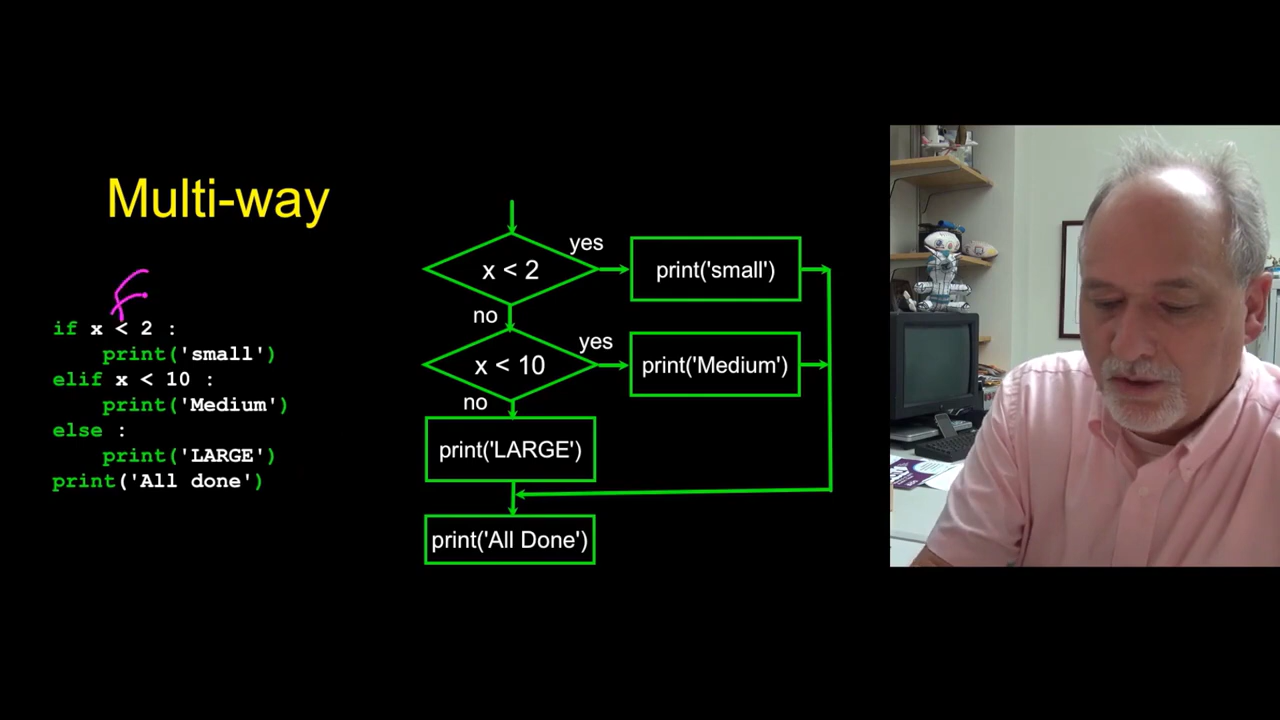 Multi-way
if x < 2 :
print('small')
elif x < 10 :
print('Medium')
else :
print('LARGE')
print('All done')
x < 2
yes
print('small')
no
x < 10
yes
print('Medium')
no
print('LARGE')
print('All Done')